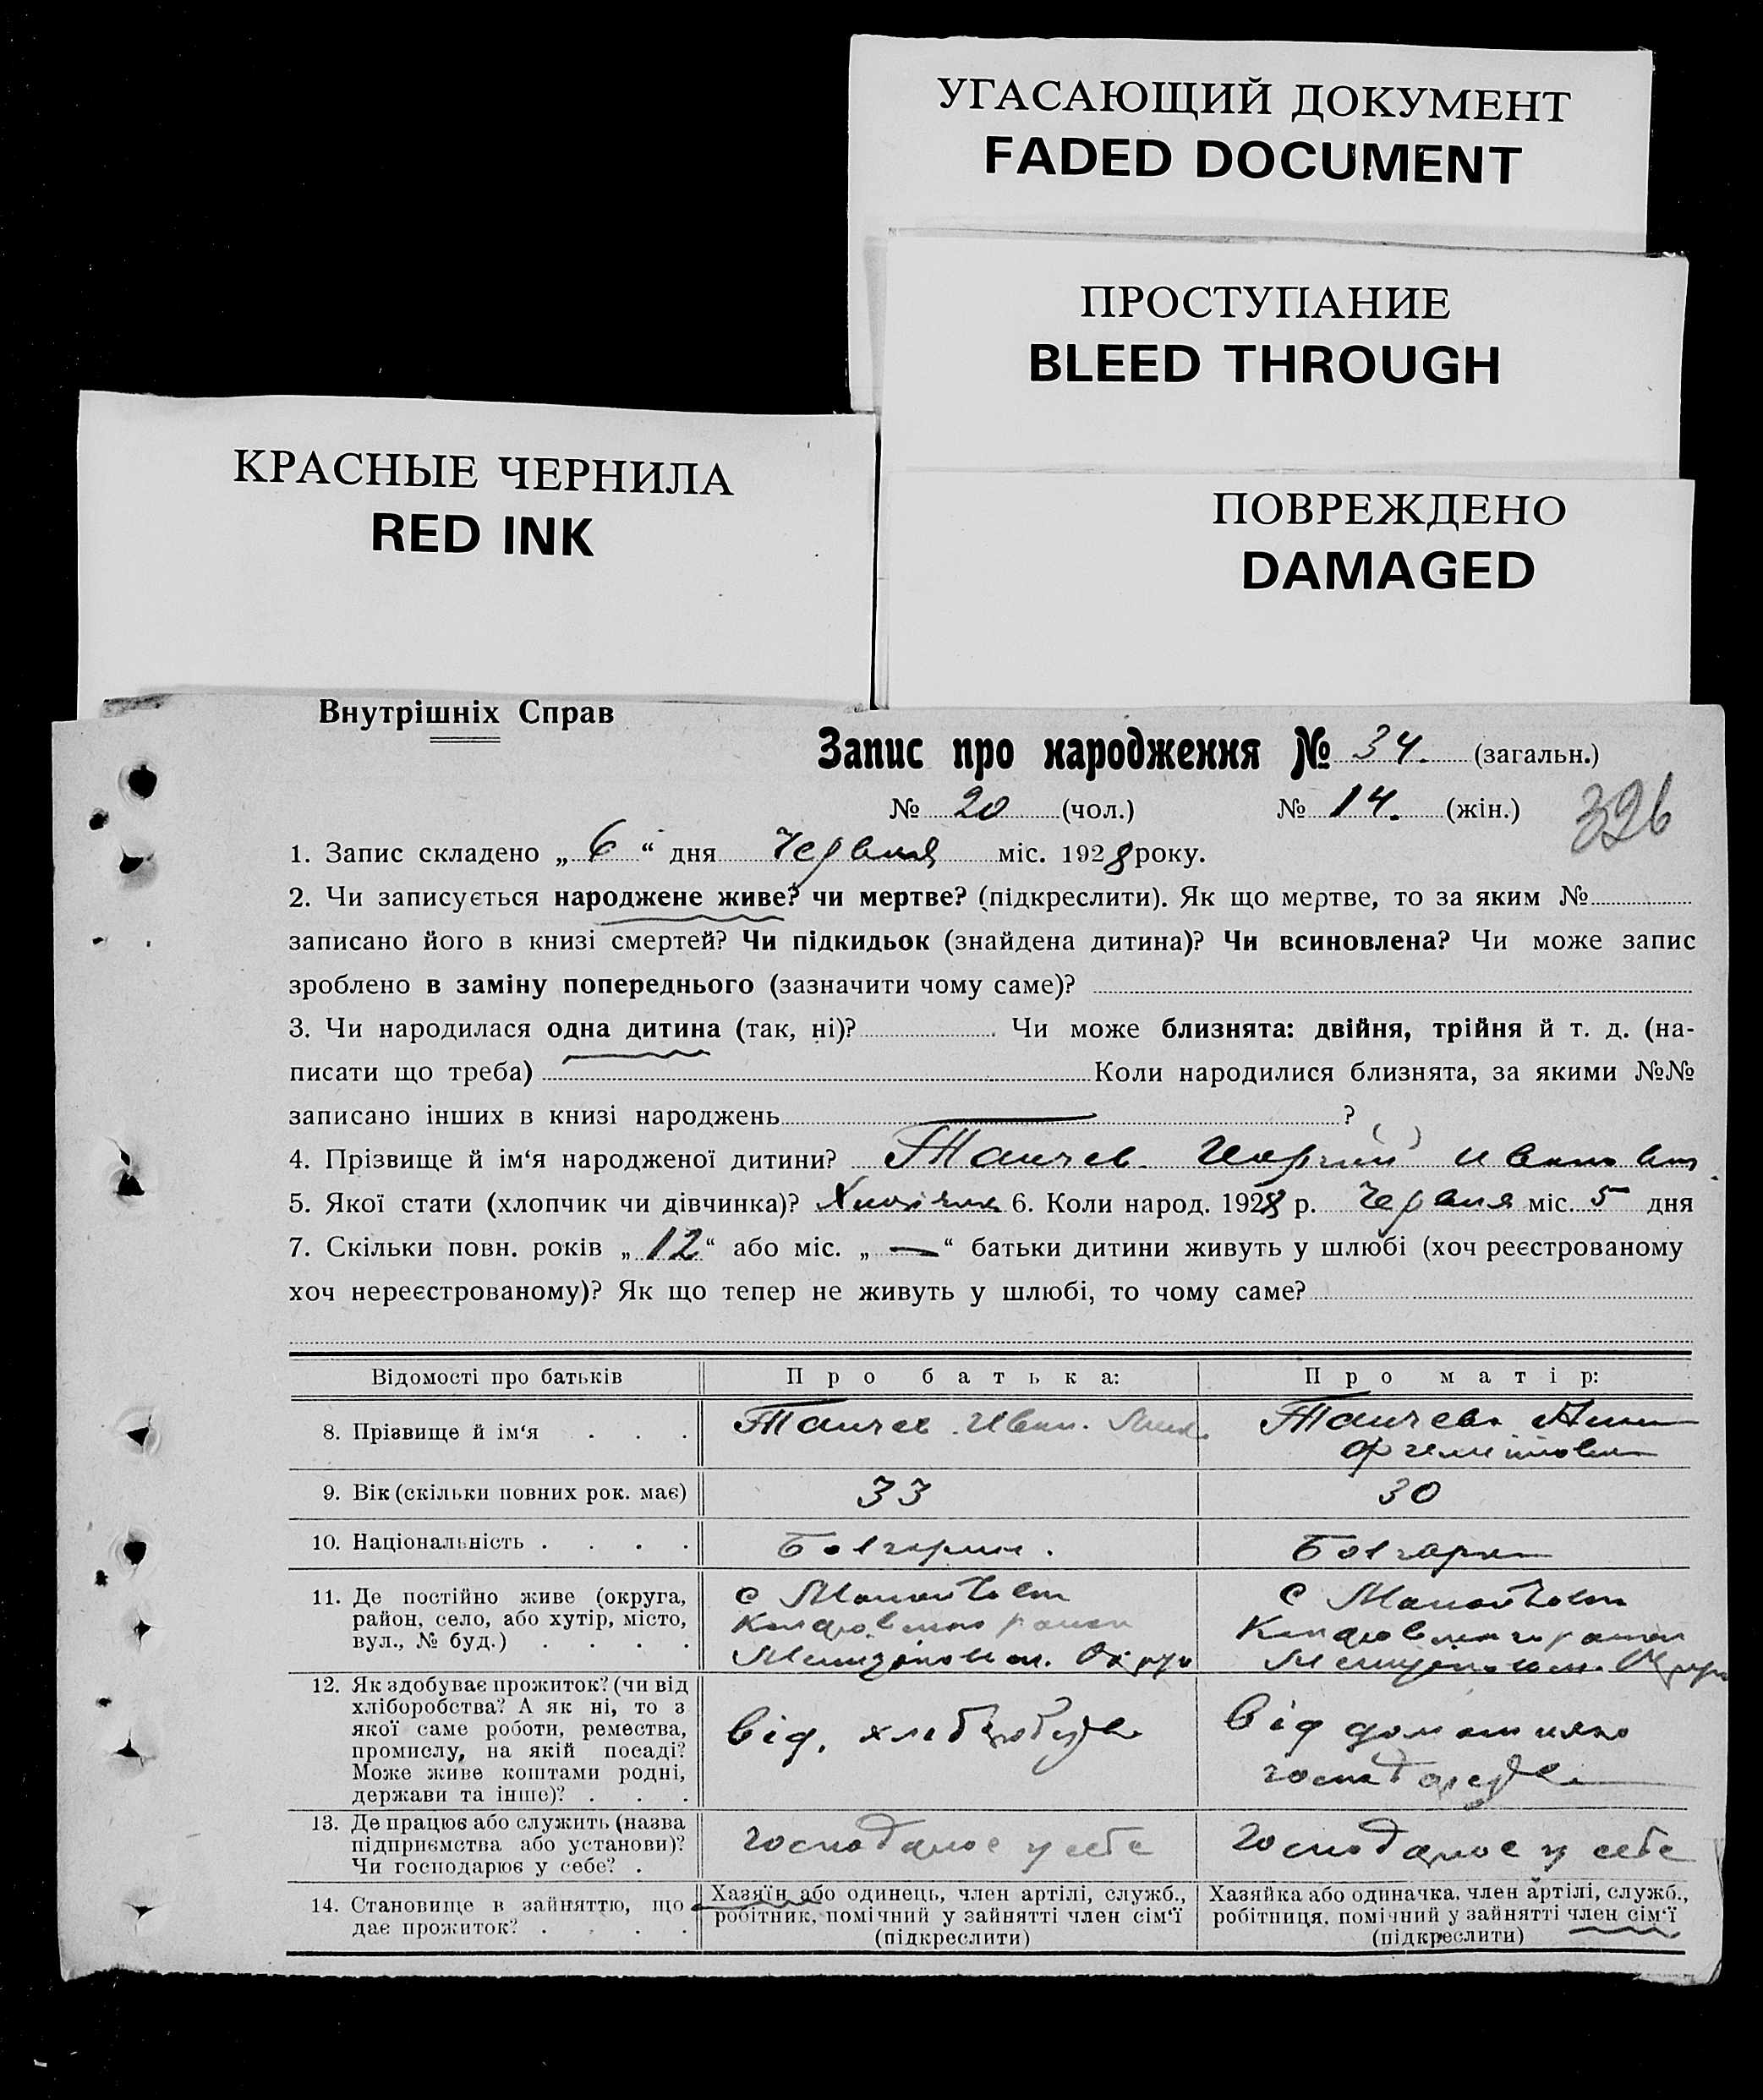 УГАСАЮЩИЙ ДОКУМЕНТ
FADED DOCUMENT
ПРОСТУПАНИЕ
BLEED THROUGH
КРАСНЫЕ ЧЕРНИЛА
RED INK
ПОВРЕЖДЕНО
DAMAGED
Внутрішніх Справ
Запис про народження № 34. (загальн.)
№ 20 (чол.) № 14. (жін.)
326
1. Запис складено „ 6 “ дня Червня міс. 1928 року.
2. Чи записується народжене живе? чи мертве? (підкреслити). Як що мертве, то за яким №
записано його в книзі смертей? Чи підкидьок (знайдена дитина)? Чи всиновлена? Чи може запис
зроблено в заміну попереднього (зазначити чому саме)?
3. Чи народилася одна дитина (так, ні)? Чи може близнята: двійня, трійня й т. д. (на-
писати що треба) Коли народилися близнята, за якими №№
записано інших в книзі народжень ?
4. Прізвище й ім‘я народженої дитини? Танчев
5. Якої стати (хлопчик чи дівчинка)? Хлопчик 6. Коли народ. 1928 р. Червня міс. 5 дня
7. Скільки повн. років „ 12 “ або міс. „ — “ батьки дитини живуть у шлюбі (хоч реєстрованому
хоч нереєстрованому)? Як що тепер не живуть у шлюбі, то чому саме?
Відомості про батьків Про батька: Про матір:
8. Прізвище й ім‘я . . . Танчев Иван. Танчева Анна
9. Вік (скільки повних рок. має) 33 30
10. Національність . . . . Болгарин. Болгарка
11. Де постійно живе (округа, с с
район, село, або хутір, місто,
вул., № буд.) . . . .
12. Як здобуває прожиток? (чи від
хліборобства? А як ні, то з
якої саме роботи, ремества, Від Від домашнього
промислу, на якій посаді?
Може живе коштами родні,
держави та інше)? . . .
13. Де працює або служить (назва
підприємства або установи)? Господарює у себе Господарює у себе
Чи господарює у себе? .
14. Становище в зайняттю, що Хазяїн або одинець, член артілі, служб., Хазяйка або одиначка, член артілі, служб.,
дає прожиток? . . . . робітник, помічний у зайнятті член сім‘ї робітниця, помічний у зайнятті член сім‘ї
(підкреслити) (підкреслити)